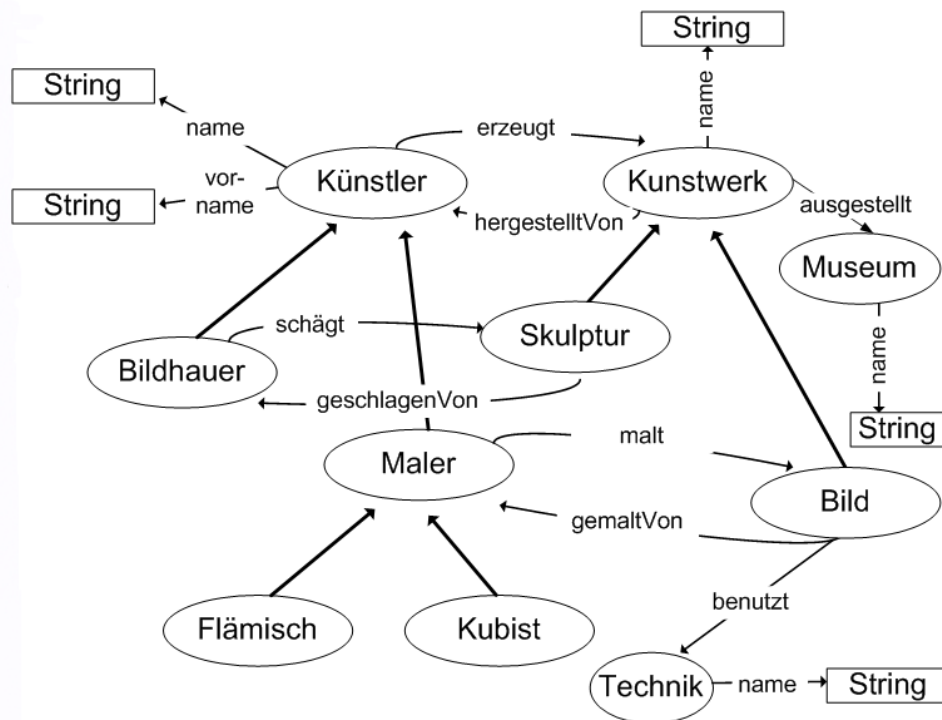 String
String
name
name
erzeugt
vor-
name
String
Künstler
Kunstwerk
ausgestellt
hergestelltVon
Museum
schägt
Skulptur
name
Bildhauer
geschlagenVon
String
malt
Maler
Bild
gemaltVon
benutzt
Flämisch
Kubist
Technik
name
String